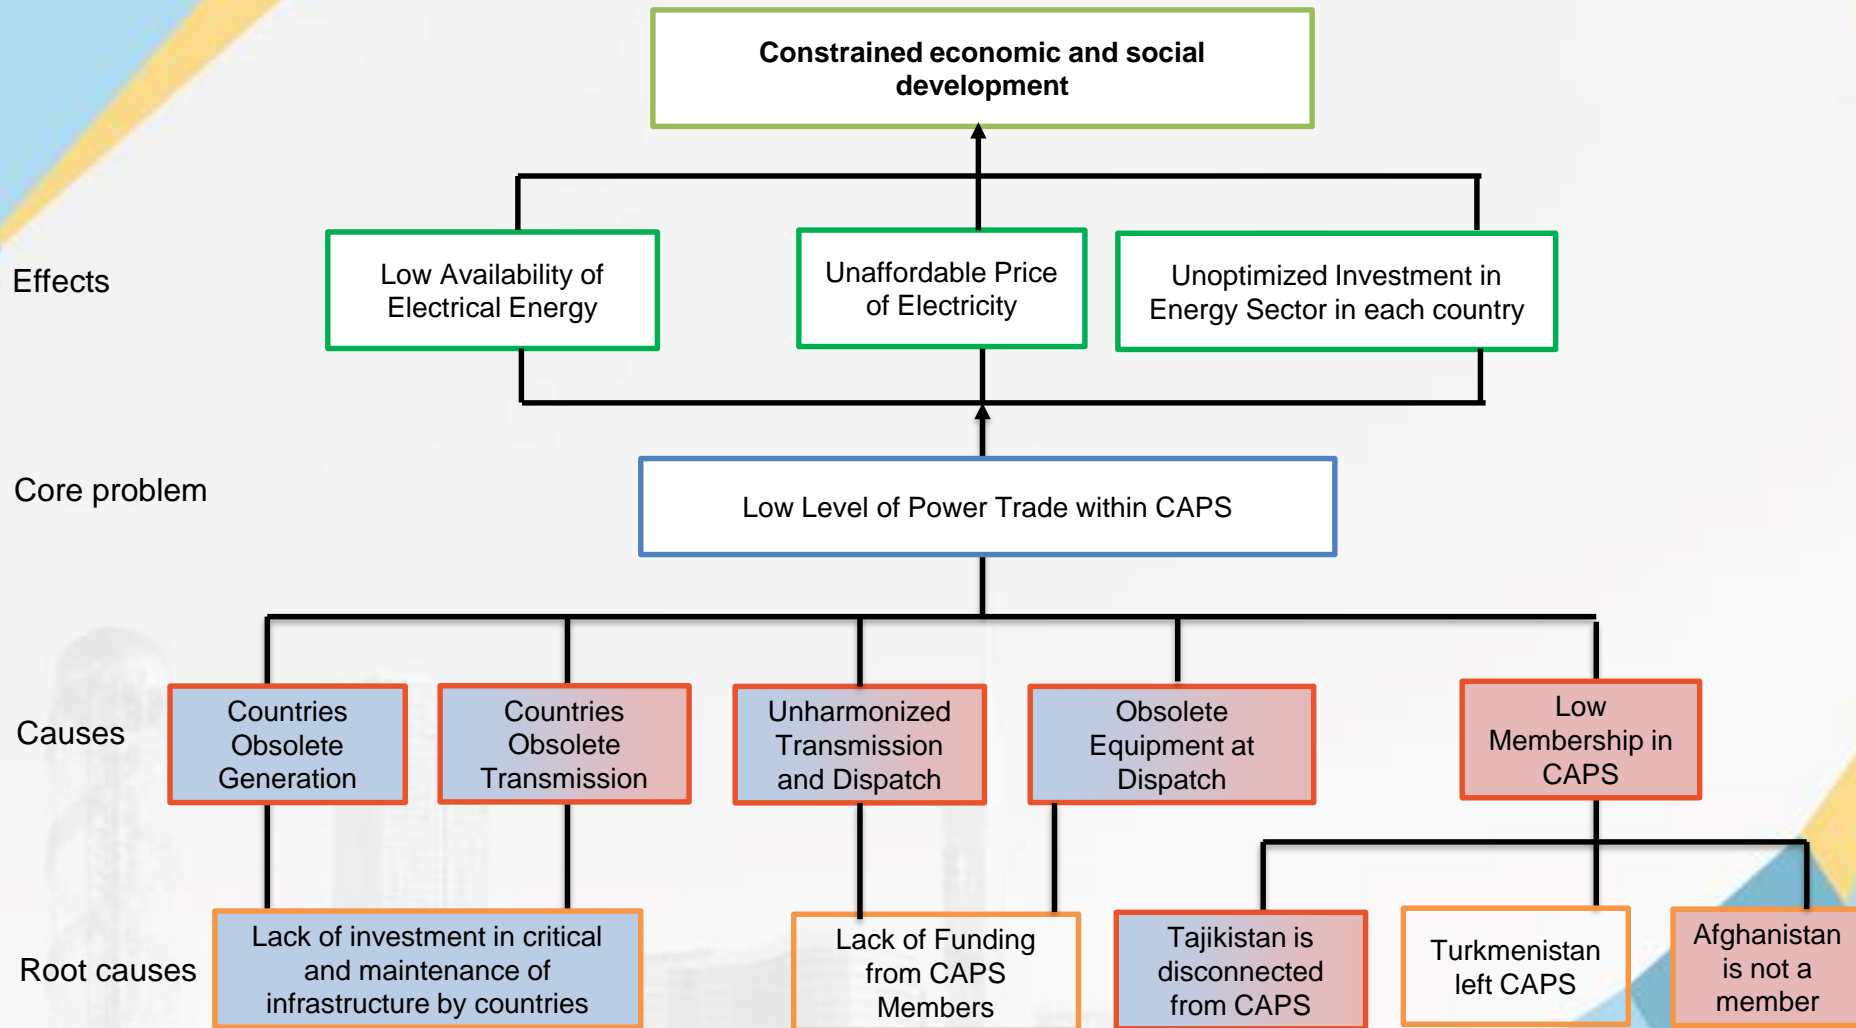 Constrained economic and social
development
Effects
Low Availability of
Electrical Energy
Unaffordable Price
of Electricity
Unoptimized Investment in
Energy Sector in each country
Core problem
Low Level of Power Trade within CAPS
Causes
Countries
Obsolete
Generation
Countries
Obsolete
Transmission
Unharmonized
Transmission
and Dispatch
Obsolete
Equipment at
Dispatch
Low
Membership in
CAPS
Root causes
Lack of investment in critical
and maintenance of
infrastructure by countries
Lack of Funding
from CAPS
Members
Tajikistan is
disconnected
from CAPS
Turkmenistan
left CAPS
Afghanistan
is not a
member